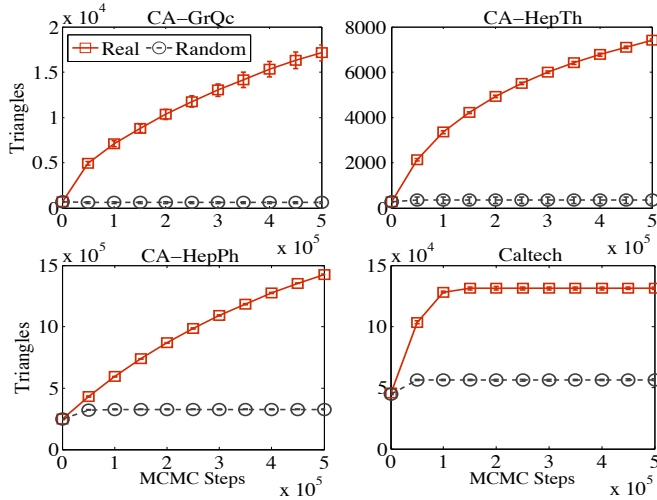 CA−GrQc
x 10^4
2
1.5
1
0.5
0
Triangles
Real
Random
0 1 2 3 4 5
x 10^5
CA−HepTh
8000
6000
4000
2000
0
0 1 2 3 4 5
x 10^5
CA−HepPh
x 10^5
15
10
5
0
Triangles
0 2 4
MCMC Steps
x 10^5
Caltech
x 10^4
15
10
5
0
0 1 2 3 4 5
MCMC Steps
x 10^5